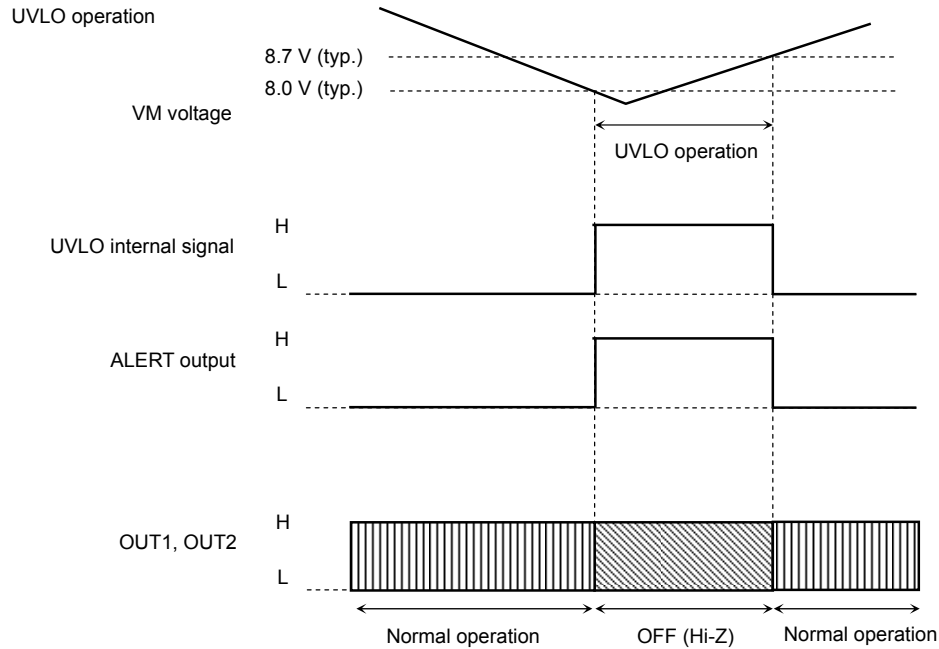 UVLO operation
8.7 V (typ.)
8.0 V (typ.)
VM voltage
UVLO operation
H
UVLO internal signal
L
H
ALERT output
L
H
OUT1, OUT2
L
Normal operation
OFF (Hi-Z)
Normal operation